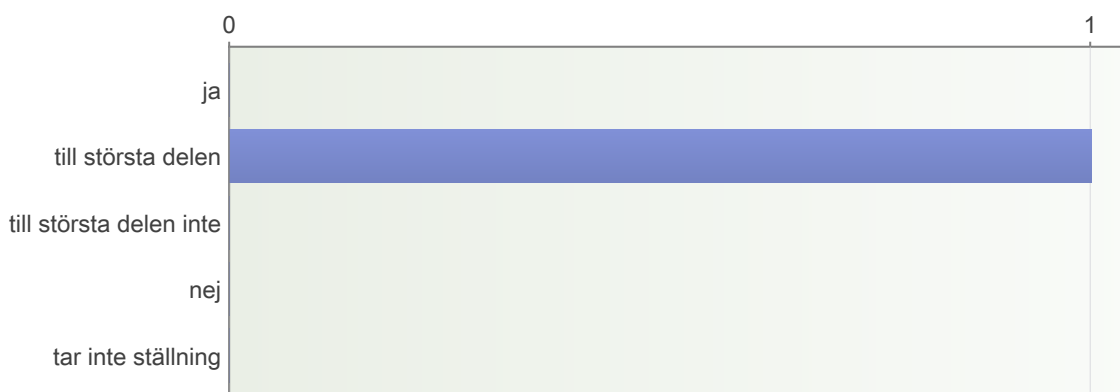 0 1
ja
till största delen
till största delen inte
nej
tar inte ställning